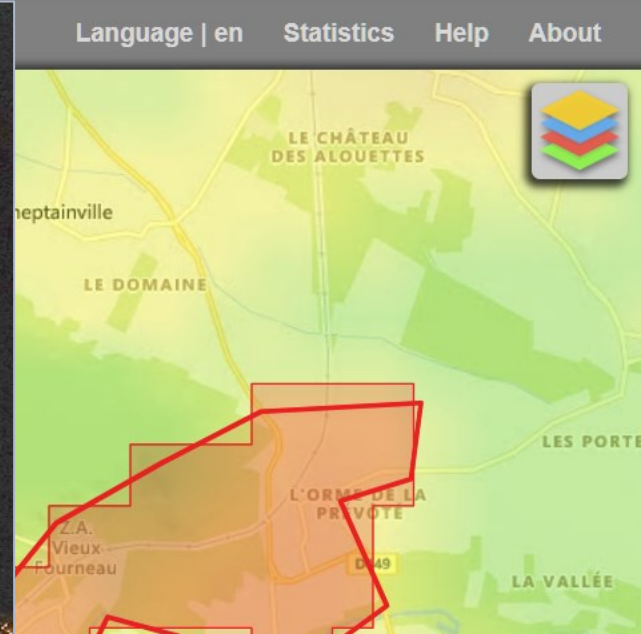 Language | en Statistics Help About
LE CHÂTEAU
DES ALOUETTES
heptainville
LE DOMAINE
LES PORTE
L'ORME DE LA
PRÉVÔTÉ
Z.A.
Vieux
Fourneau
D449
LA VALLÉE